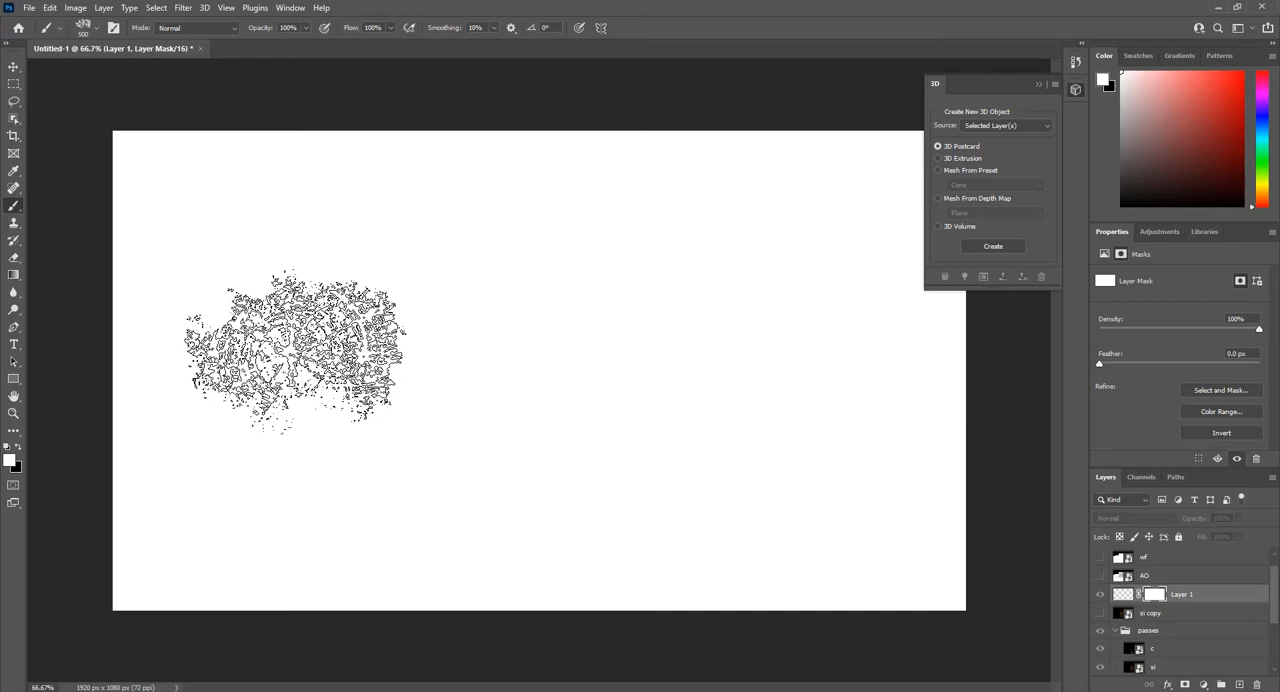 Ps File Edit Image Layer Type Select Filter 3D View Plugins Window Help
500 Mode: Normal Opacity: 100% Flow: 100% Smoothing: 10% 0°
Untitled-1 @ 66.7% (Layer 1, Layer Mask/16) *
3D
Create New 3D Object
Source: Selected Layer(s)
3D Postcard
3D Extrusion
Mesh From Preset
Cone
Mesh From Depth Map
Plane
3D Volume
Create
Color Swatches Gradients Patterns
Properties Adjustments Libraries
Masks
Layer Mask
Density: 100%
Feather: 0.0 px
Refine: Select and Mask...
Color Range...
Invert
Layers Channels Paths
Kind
Normal Opacity: 100%
Lock: Fill: 100%
wf
AO
Layer 1
si copy
passes
c
si
66.67% 1920 px x 1080 px (72 ppi)